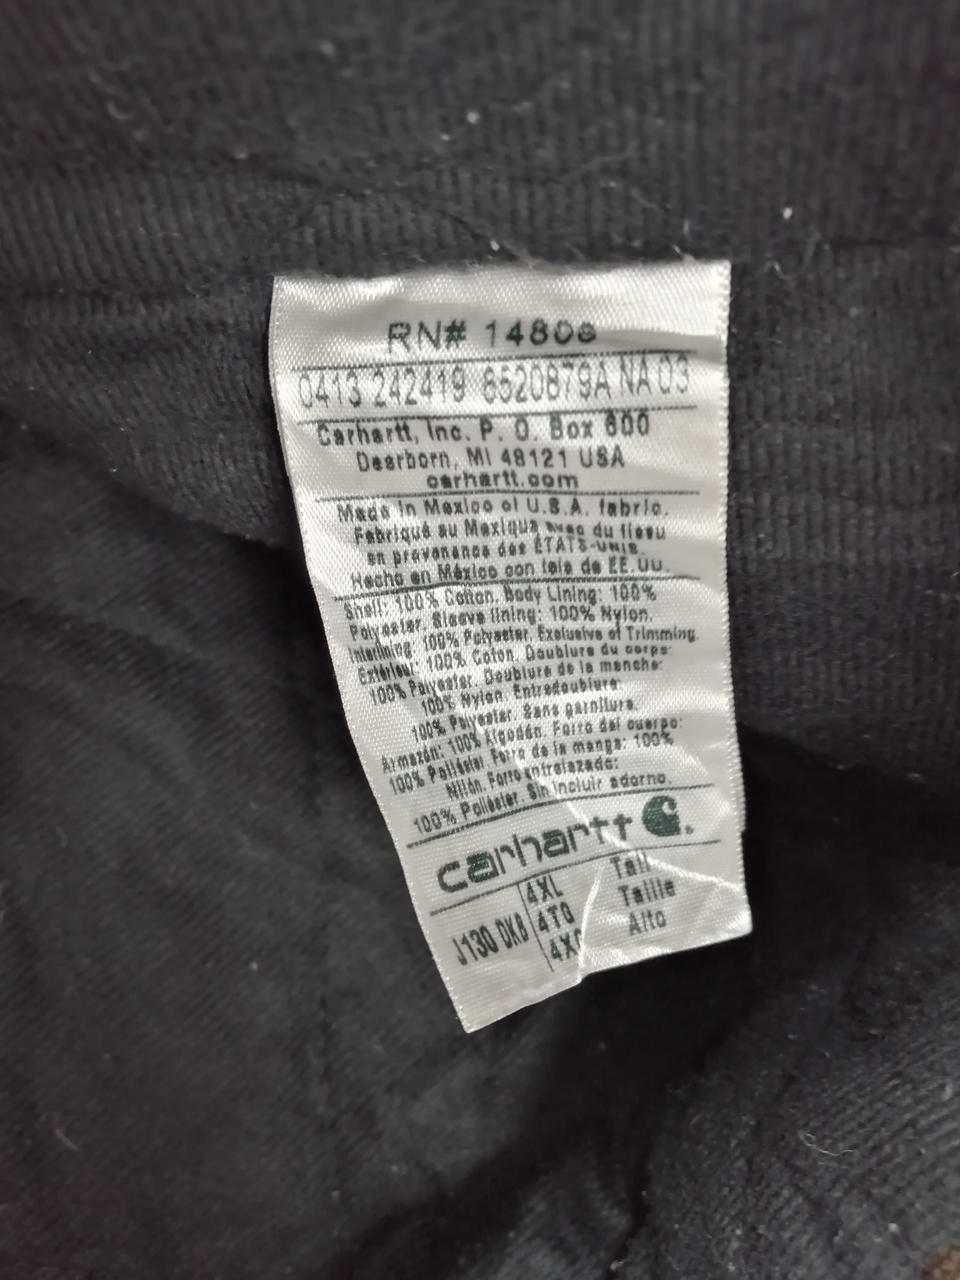 RN# 14806
0413 242419 8520879A NA 03
Carhartt, Inc. P. O. Box 600
Dearborn, MI 48121 USA
carhartt.com
Made in Mexico of U.S.A. fabric.
Fabriqué au Mexique avec du tissu
en provenance des ÉTATS-UNIS.
Hecho en México con tela de EE.UU.
Shell: 100% Cotton. Body Lining: 100%
Polyester. Sleeve lining: 100% Nylon.
Interlining: 100% Polyester. Exclusive of Trimming.
Extérieur: 100% Coton. Doublure du corps:
100% Polyester. Doublure de la manche:
100% Nylon. Entredoublure
100% Polyester. Sans garniture.
Armazón: 100% Algodón. Forro del cuerpo:
100% Poliéster Forro de la manga: 100%
Nilón. Forro entrelazado:
100% Poliéster. Sin incluir adorno.
carhartt
J130 DKB
4XL Tall
4TG Taille
Alto